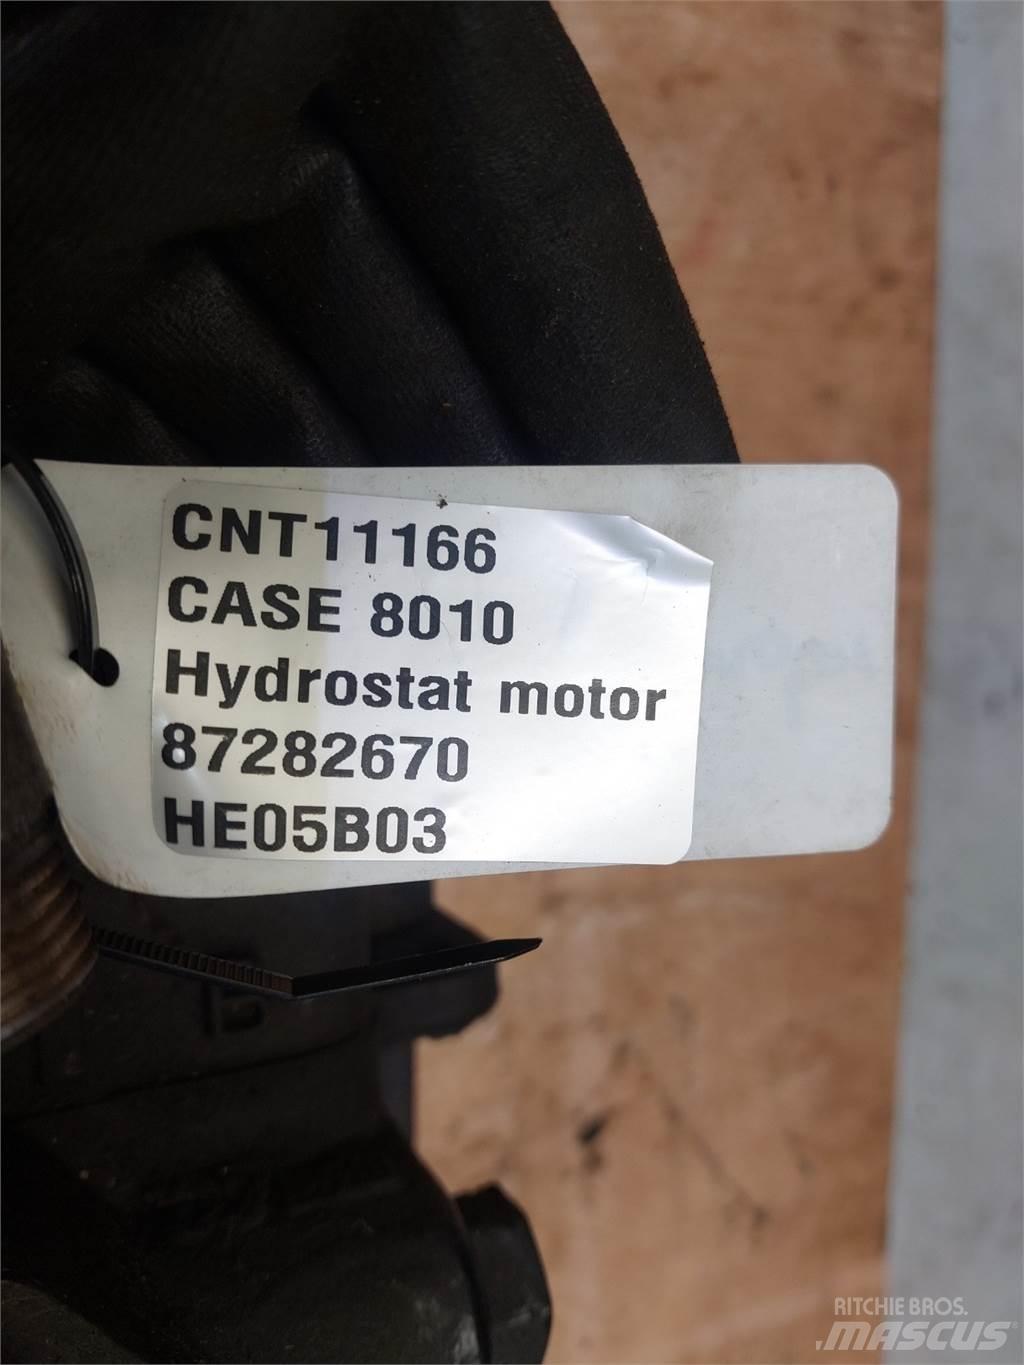 CNT11166
CASE 8010
Hydrostat motor
87282670
HE05B03
B
RITCHIE BROS.
MASCUS